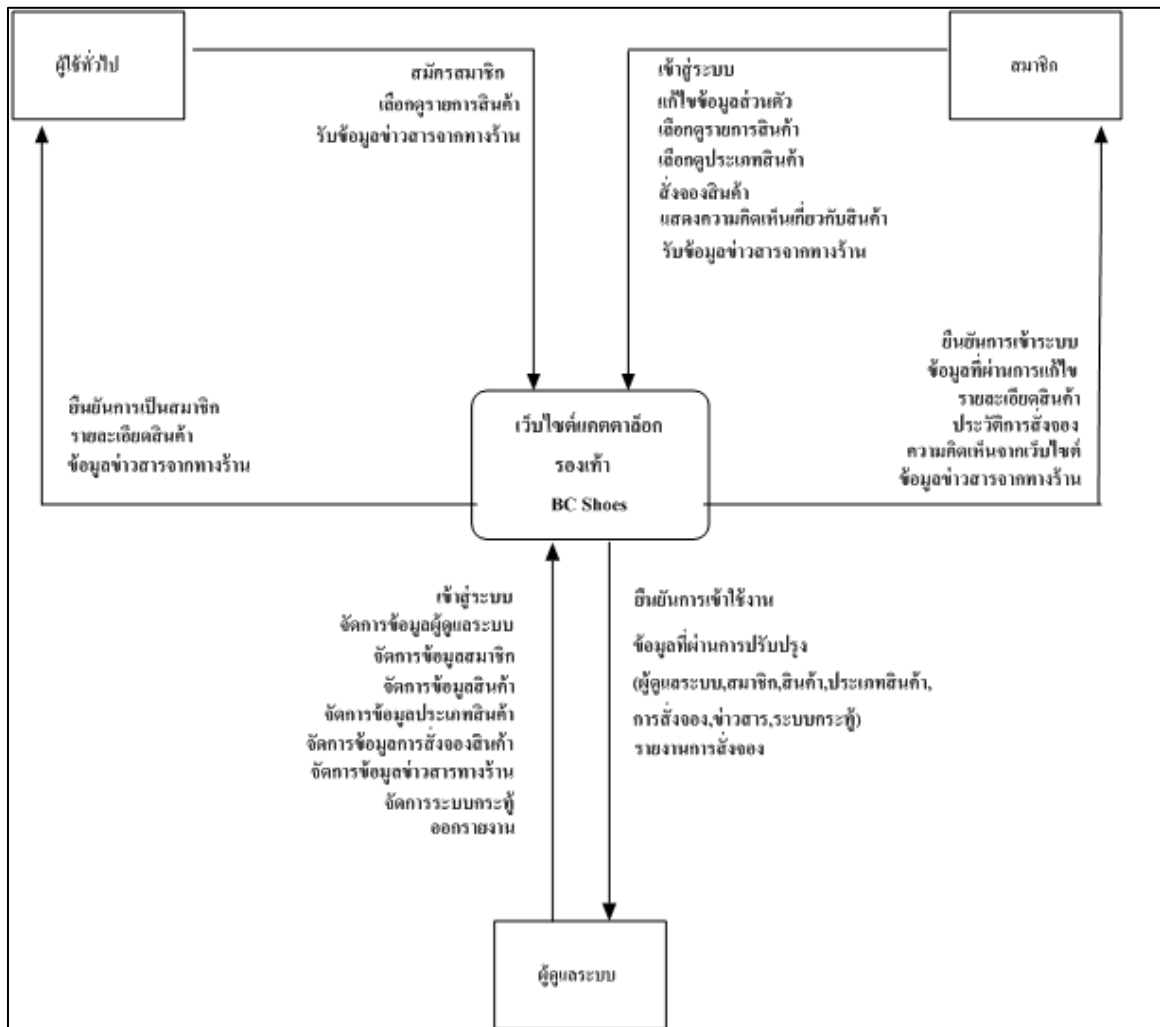 ผู้ใช้ทั่วไป
สมัครสมาชิก
เลือกดูรายการสินค้า
รับข้อมูลข่าวสารจากทางร้าน
เข้าสู่ระบบ
แก้ไขข้อมูลส่วนตัว
เลือกดูรายการสินค้า
เลือกดูประเภทสินค้า
สั่งจองสินค้า
แสดงความคิดเห็นเกี่ยวกับสินค้า
รับข้อมูลข่าวสารจากทางร้าน
สมาชิก
ยืนยันการเป็นสมาชิก
รายละเอียดสินค้า
ข้อมูลข่าวสารจากทางร้าน
เว็บไซต์แคตตาล็อก
รองเท้า
BC Shoes
ยืนยันการเข้าระบบ
ข้อมูลที่ผ่านการแก้ไข
รายละเอียดสินค้า
ประวัติการสั่งจอง
ความคิดเห็นจากเว็บไซต์
ข้อมูลข่าวสารจากทางร้าน
เข้าสู่ระบบ
จัดการข้อมูลผู้ดูแลระบบ
จัดการข้อมูลสมาชิก
จัดการข้อมูลสินค้า
จัดการข้อมูลประเภทสินค้า
จัดการข้อมูลการสั่งจองสินค้า
จัดการข้อมูลข่าวสารทางร้าน
จัดการระบบกระทู้
ออกรายงาน
ยืนยันการเข้าใช้งาน
ข้อมูลที่ผ่านการปรับปรุง
(ผู้ดูแลระบบ,สมาชิก,สินค้า,ประเภทสินค้า,
การสั่งจอง,ข่าวสาร,ระบบกระทู้)
รายงานการสั่งจอง
ผู้ดูแลระบบ